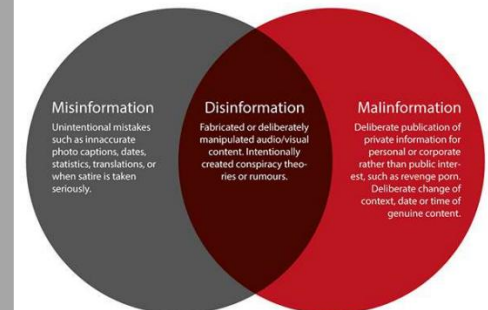 Misinformation
Unintentional mistakes
such as innaccurate
photo captions, dates,
statistics, translations, or
when satire is taken
seriously.
Disinformation
Fabricated or deliberately
manipulated audio/visual
content. Intentionally
created conspiracy theo-
ries or rumours.
Malinformation
Deliberate publication of
private information for
personal or corporate
rather than public inter-
est, such as revenge porn.
Deliberate change of
context, date or time of
genuine content.